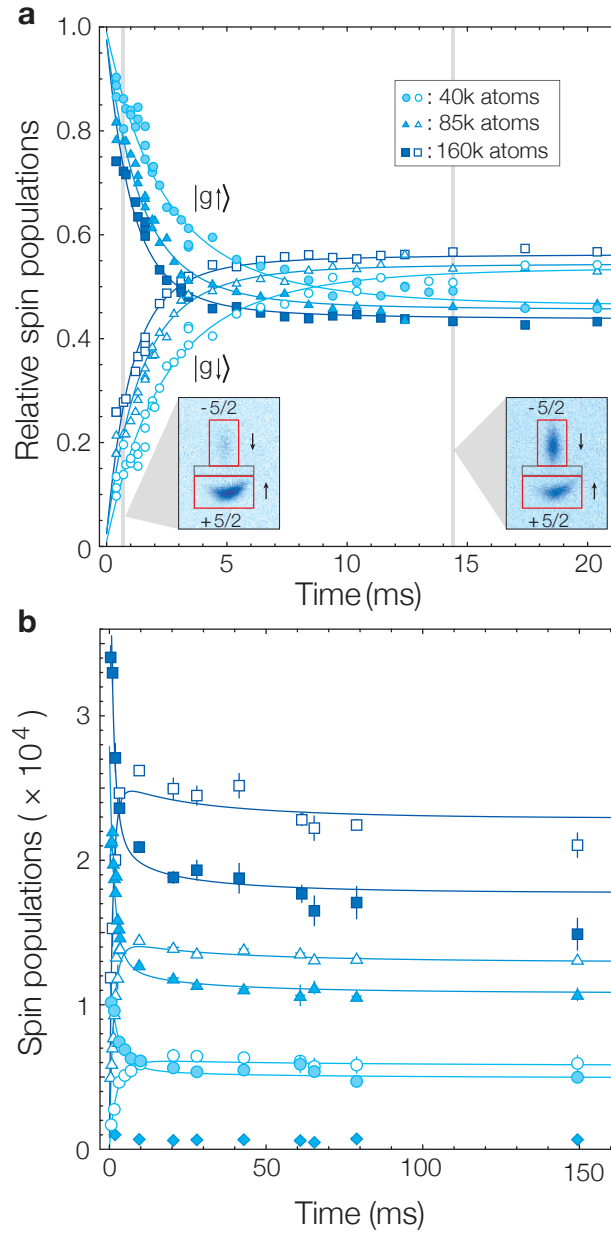 a
1.0
0.8
0.6
0.4
0.2
0
Relative spin populations
: 40k atoms
: 85k atoms
: 160k atoms
|g↑⟩
|g↓⟩
- 5/2
↓
↑
+ 5/2
- 5/2
↓
↑
+ 5/2
0 5 10 15 20
Time (ms)
b
3
2
1
0
Spin populations ( × 10⁴)
0 50 100 150
Time (ms)